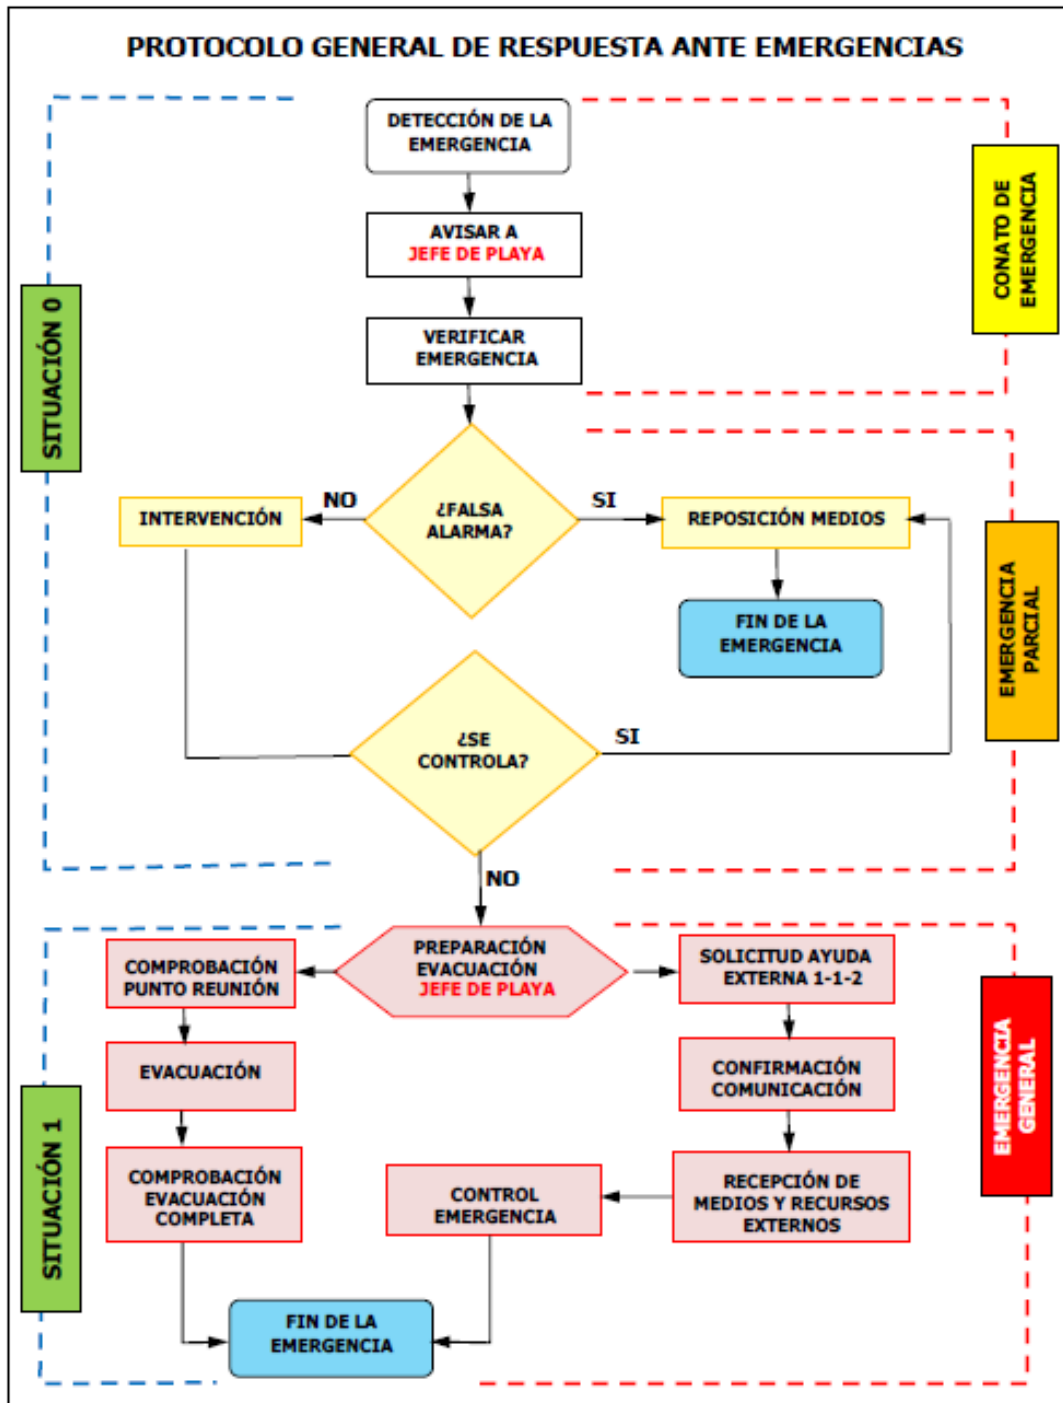 PROTOCOLO GENERAL DE RESPUESTA ANTE EMERGENCIAS
DETECCIÓN DE LA
EMERGENCIA
AVISAR A
JEFE DE PLAYA
VERIFICAR
EMERGENCIA
CONATO DE
EMERGENCIA
SITUACIÓN 0
¿FALSA
ALARMA?
NO
SI
INTERVENCIÓN
REPOSICIÓN MEDIOS
FIN DE LA
EMERGENCIA
EMERGENCIA
PARCIAL
¿SE
CONTROLA?
SI
NO
PREPARACIÓN
EVACUACIÓN
JEFE DE PLAYA
COMPROBACIÓN
PUNTO REUNIÓN
SOLICITUD AYUDA
EXTERNA 1-1-2
EVACUACIÓN
CONFIRMACIÓN
COMUNICACIÓN
EMERGENCIA
GENERAL
SITUACIÓN 1
COMPROBACIÓN
EVACUACIÓN
COMPLETA
CONTROL
EMERGENCIA
RECEPCIÓN DE
MEDIOS Y RECURSOS
EXTERNOS
FIN DE LA
EMERGENCIA